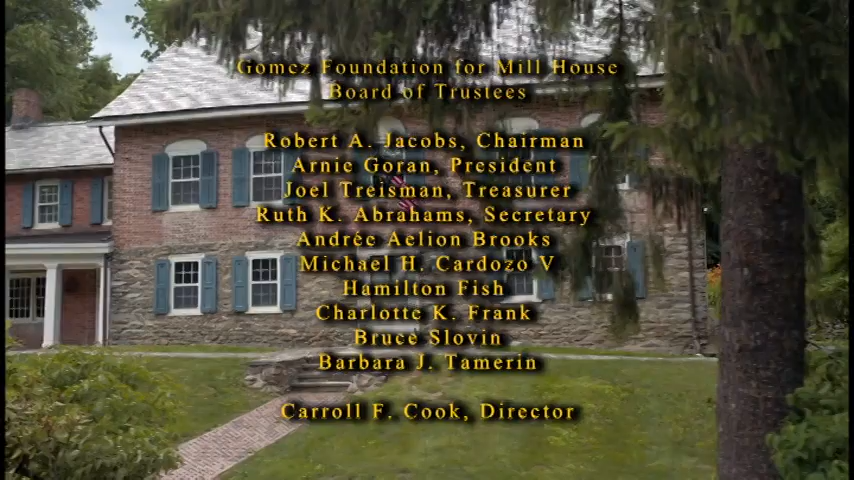 Gomez Foundation for Mill House
Board of Trustees
Robert A. Jacobs, Chairman
Arnie Goran, President
Joel Treisman, Treasurer
Ruth K. Abrahams, Secretary
Andrée Aelion Brooks
Michael H. Cardozo V
Hamilton Fish
Charlotte K. Frank
Bruce Slovin
Barbara J. Tamerin
Carroll F. Cook, Director